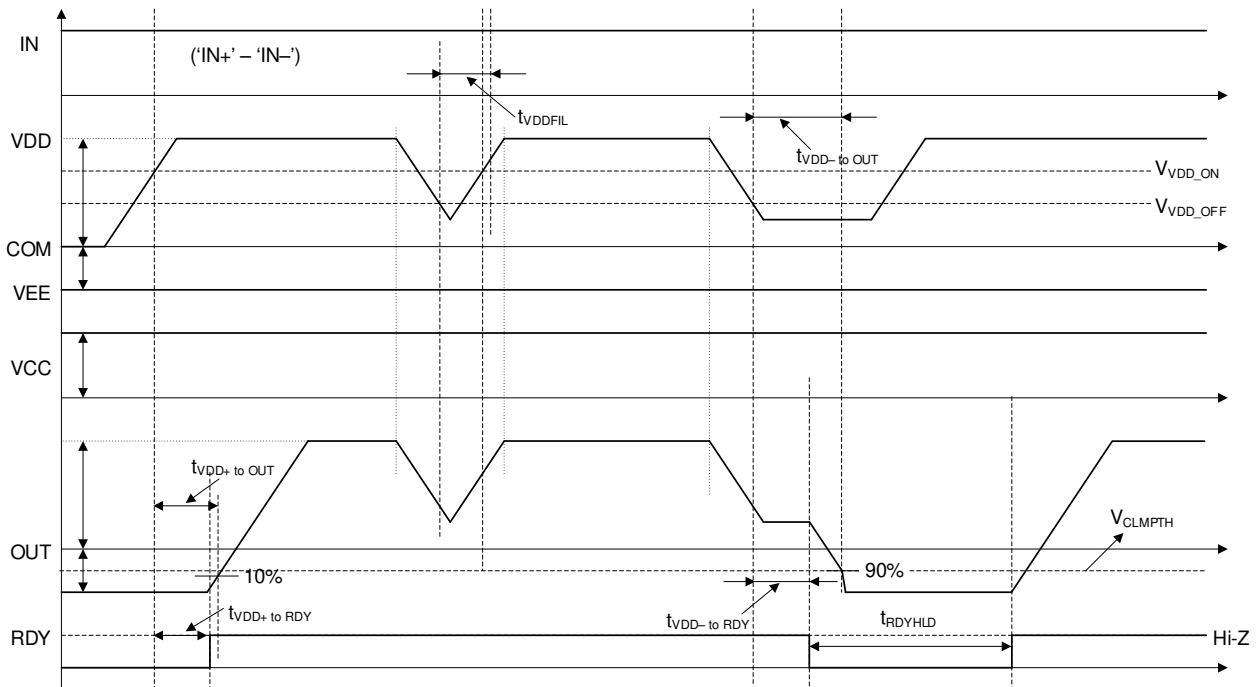 IN
(‘IN+’ – ‘IN–’)
tVDDFIL
VDD
tVDD– to OUT
VVDD_ON
VVDD_OFF
COM
VEE
VCC
tVDD+ to OUT
VCLMPTH
OUT
10%
90%
tVDD+ to RDY
tVDD– to RDY
tRDYHLD
RDY
Hi-Z